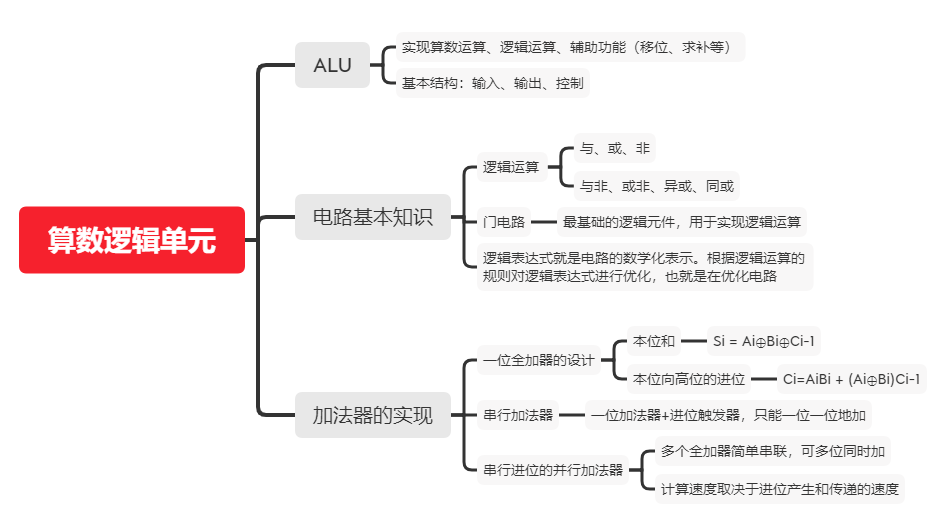 算数逻辑单元
ALU
实现算数运算、逻辑运算、辅助功能（移位、求补等）
基本结构：输入、输出、控制
电路基本知识
逻辑运算
与、或、非
与非、或非、异或、同或
门电路
最基础的逻辑元件，用于实现逻辑运算
逻辑表达式就是电路的数学化表示。根据逻辑运算的
规则对逻辑表达式进行优化，也就是在优化电路
加法器的实现
一位全加器的设计
本位和
Si = Ai⊕Bi⊕Ci-1
本位向高位的进位
Ci=AiBi + (Ai⊕Bi)Ci-1
串行加法器
一位加法器+进位触发器，只能一位一位地加
串行进位的并行加法器
多个全加器简单串联，可多位同时加
计算速度取决于进位产生和传递的速度